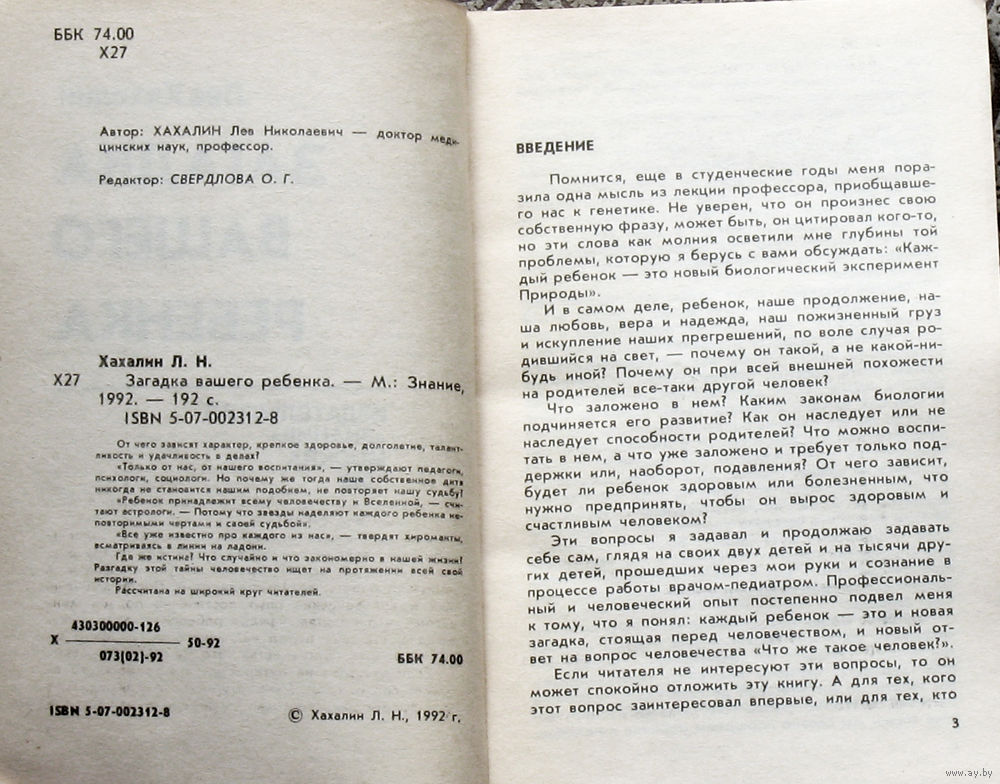 ББК 74.00
Х27
Автор: ХАХАЛИН Лев Николаевич — доктор меди-
цинских наук, профессор.
Редактор: СВЕРДЛОВА О. Г.
Хахалин Л. Н.
Х27 Загадка вашего ребенка. — М.: Знание,
1992. — 192 с.
ISBN 5-07-002312-8
От чего зависят характер, крепкое здоровье, долголетие, талант-
ливость и удачливость в делах?
«Только от нас, от нашего воспитания», — утверждают педагоги,
психологи, социологи. Но почему же тогда наше собственное дитя
никогда не становится нашим подобием, не повторяет нашу судьбу?
«Ребенок принадлежит всему человечеству и Вселенной, — счи-
тают астрологи. — Потому что звезды наделяют каждого ребенка не-
повторимыми чертами и своей судьбой».
«Все уже известно про каждого из нас», — твердят хироманты,
всматриваясь в линии на ладони.
Где же истина? Что случайно и что закономерно в нашей жизни?
Разгадку этой тайны человечество ищет на протяжении всей своей
истории.
Рассчитана на широкий круг читателей.
430300000-126
Х 50-92
073(02)-92
ББК 74.00
ISBN 5-07-002312-8
© Хахалин Л. Н., 1992 г.
ВВЕДЕНИЕ
Помнится, еще в студенческие годы меня пора-
зила одна мысль из лекции профессора, приобщавше-
го нас к генетике. Не уверен, что он произнес свою
собственную фразу, может быть, он цитировал кого-то,
но эти слова как молния осветили мне глубины той
проблемы, которую я берусь с вами обсуждать: «Каж-
дый ребенок — это новый биологический эксперимент
Природы».
И в самом деле, ребенок, наше продолжение, на-
ша любовь, вера и надежда, наш пожизненный груз
и искупление наших прегрешений, по воле случая ро-
дившийся на свет, — почему он такой, а не какой-ни-
будь иной? Почему он при всей внешней похожести
на родителей все-таки другой человек?
Что заложено в нем? Каким законам биологии
подчиняется его развитие? Как он наследует или не
наследует способности родителей? Что можно воспи-
тать в нем, а что уже заложено и требует только под-
держки или, наоборот, подавления? От чего зависит,
будет ли ребенок здоровым или болезненным, что
нужно предпринять, чтобы он вырос здоровым и
счастливым человеком?
Эти вопросы я задавал и продолжаю задавать
себе сам, глядя на своих двух детей и на тысячи дру-
гих детей, прошедших через мои руки и сознание в
процессе работы врачом-педиатром. Профессиональ-
ный и человеческий опыт постепенно подвел меня
к тому, что я понял: каждый ребенок — это и новая
загадка, стоящая перед человечеством, и новый от-
вет на вопрос человечества «Что же такое человек?».
Если читателя не интересуют эти вопросы, то он
может спокойно отложить эту книгу. А для тех, кого
этот вопрос заинтересовал впервые, или для тех, кто
3
www.ay.by